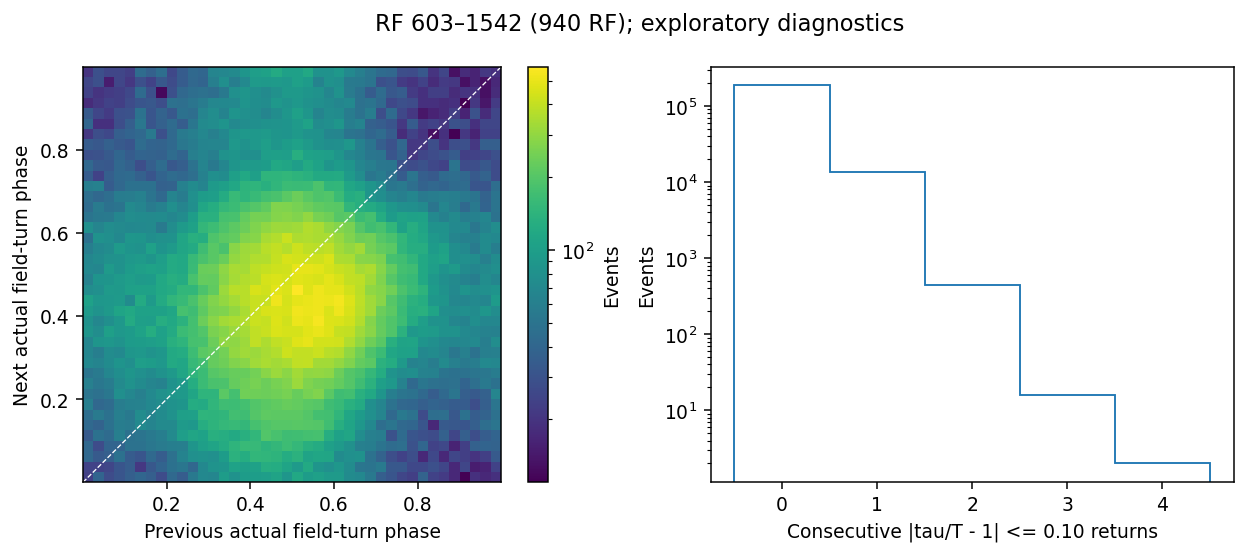 RF 603–1542 (940 RF); exploratory diagnostics
Next actual field-turn phase
0.8
0.6
0.4
0.2
0.2 0.4 0.6 0.8
Previous actual field-turn phase
10²
Events
Events
10⁵
10⁴
10³
10²
10¹
0 1 2 3 4
Consecutive |tau/T - 1| <= 0.10 returns